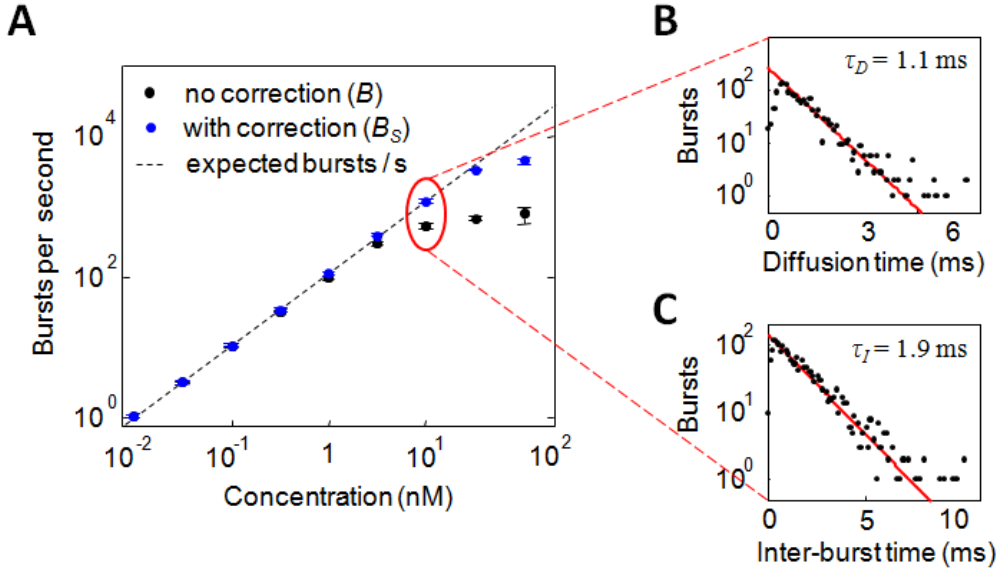 A
no correction (B)
with correction (B_S)
expected bursts / s
Bursts per second
10^4
10^2
10^0
10^-2
10^-1
1
10^1
10^2
Concentration (nM)
B
τ_D = 1.1 ms
Bursts
10^2
10^1
10^0
0
3
6
Diffusion time (ms)
C
τ_I = 1.9 ms
Bursts
10^2
10
10^0
0
5
10
Inter-burst time (ms)